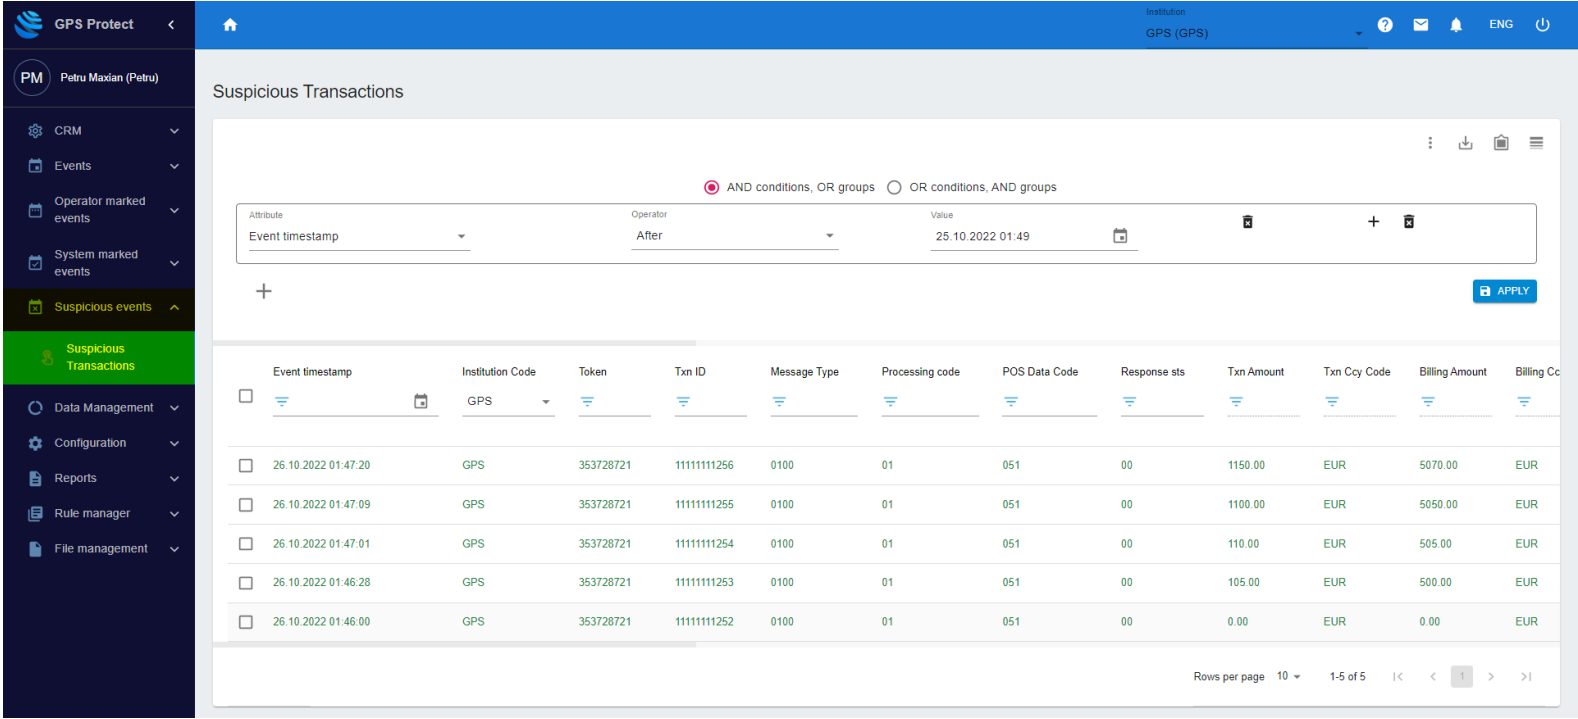 GPS Protect
Institution
GPS (GPS)
ENG
PM
Petru Maxian (Petru)
CRM
Events
Operator marked
events
System marked
events
Suspicious events
Suspicious
Transactions
Data Management
Configuration
Reports
Rule manager
File management
Suspicious Transactions
AND conditions, OR groups OR conditions, AND groups
Attribute Operator Value
Event timestamp After 25.10.2022 01:49
APPLY
Event timestamp Institution Code Token Txn ID Message Type Processing code POS Data Code Response sts Txn Amount Txn Ccy Code Billing Amount Billing Cc
GPS
26.10.2022 01:47:20 GPS 353728721 11111111256 0100 01 051 00 1150.00 EUR 5070.00 EUR
26.10.2022 01:47:09 GPS 353728721 11111111255 0100 01 051 00 1100.00 EUR 5050.00 EUR
26.10.2022 01:47:01 GPS 353728721 11111111254 0100 01 051 00 110.00 EUR 505.00 EUR
26.10.2022 01:46:28 GPS 353728721 11111111253 0100 01 051 00 105.00 EUR 500.00 EUR
26.10.2022 01:46:00 GPS 353728721 11111111252 0100 01 051 00 0.00 EUR 0.00 EUR
Rows per page 10 1-5 of 5 1